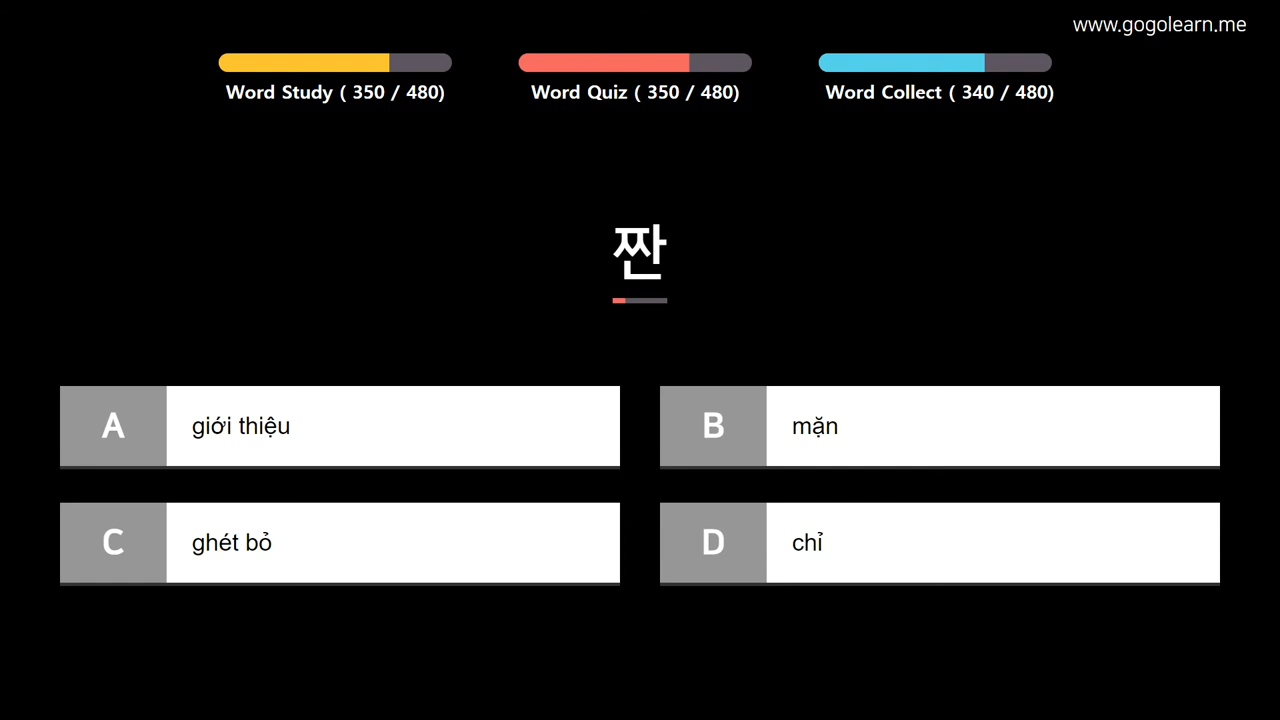 www.gogolearn.me
Word Study ( 350 / 480)
Word Quiz ( 350 / 480)
Word Collect ( 340 / 480)
짠
A giới thiệu
B mặn
C ghét bỏ
D chỉ